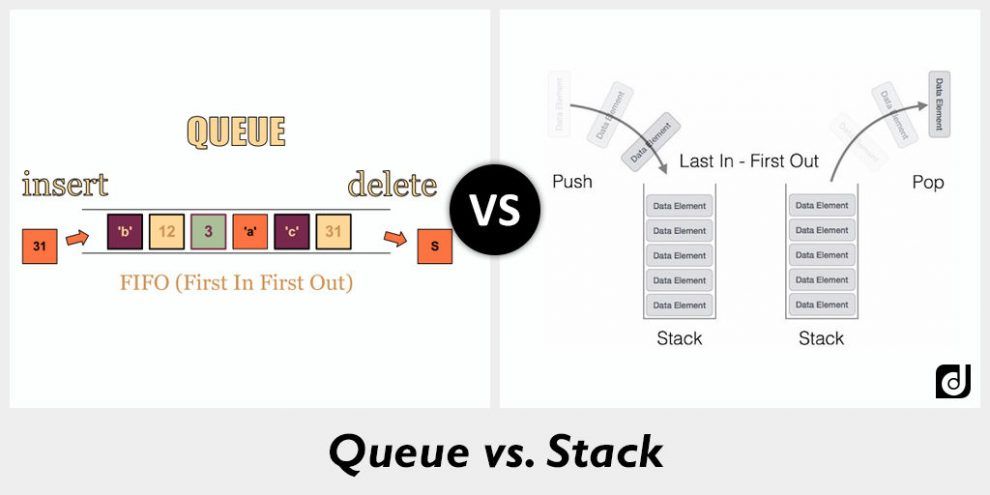 QUEUE
insert
delete
31
'b'
12
3
'a'
'c'
31
S
FIFO (First In First Out)
VS
Data Element
Data Element
Data Element
Data Element
Data Element
Data Element
Last In - First Out
Push
Pop
Data Element
Data Element
Data Element
Data Element
Data Element
Data Element
Data Element
Data Element
Data Element
Data Element
Stack
Stack
d
Queue vs. Stack